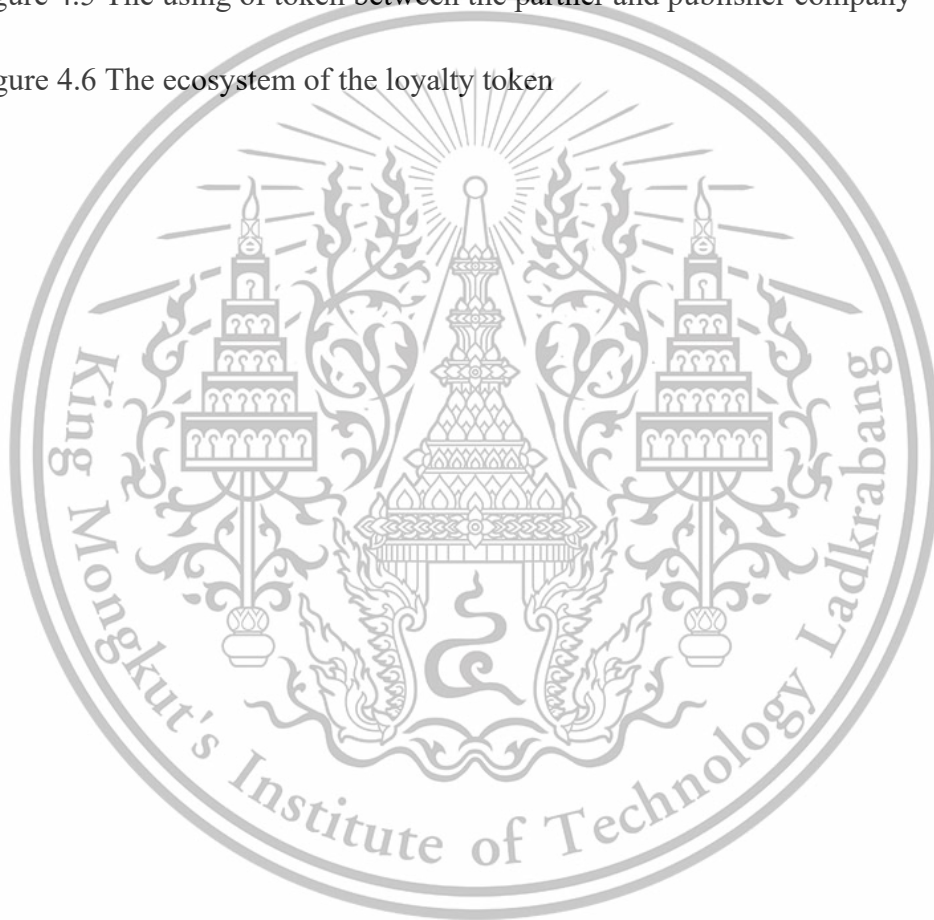 gure 4.5 The using of token between the partner and publisher company
gure 4.6 The ecosystem of the loyalty token
King Mongkut's Institute of Technology Ladkrabang